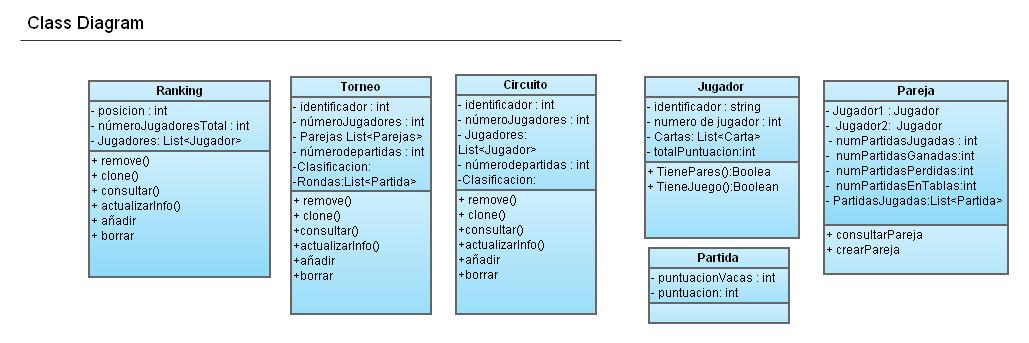 Class Diagram
Ranking
- posicion : int
- númeroJugadoresTotal : int
- Jugadores: List<Jugador>
+ remove()
+ clone()
+ consultar()
+ actualizarInfo()
+ añadir
+ borrar
Torneo
- identificador : int
- númeroJugadores : int
- Parejas List<Parejas>
- númerodepartidas : int
-Clasificacion:
-Rondas:List<Partida>
+ remove()
+ clone()
+consultar()
+actualizarInfo()
+añadir
+borrar
Circuito
- identificador : int
- númeroJugadores : int
- Jugadores:
List<Jugador>
- númerodepartidas : int
-Clasificacion:
+ remove()
+ clone()
+consultar()
+actualizarInfo()
+añadir
+borrar
Jugador
- identificador : string
- numero de jugador : int
- Cartas: List<Carta>
- totalPuntuacion:int
+ TienePares():Boolea
+ TieneJuego():Boolean
Partida
- puntuacionVacas : int
- puntuacion: int
Pareja
- Jugador1 : Jugador
- Jugador2: Jugador
- numPartidasJugadas : int
- numPartidasGanadas:int
- numPartidasPerdidas:int
- numPartidasEnTablas:int
- PartidasJugadas:List<Partida>
+ consultarPareja
+ crearPareja